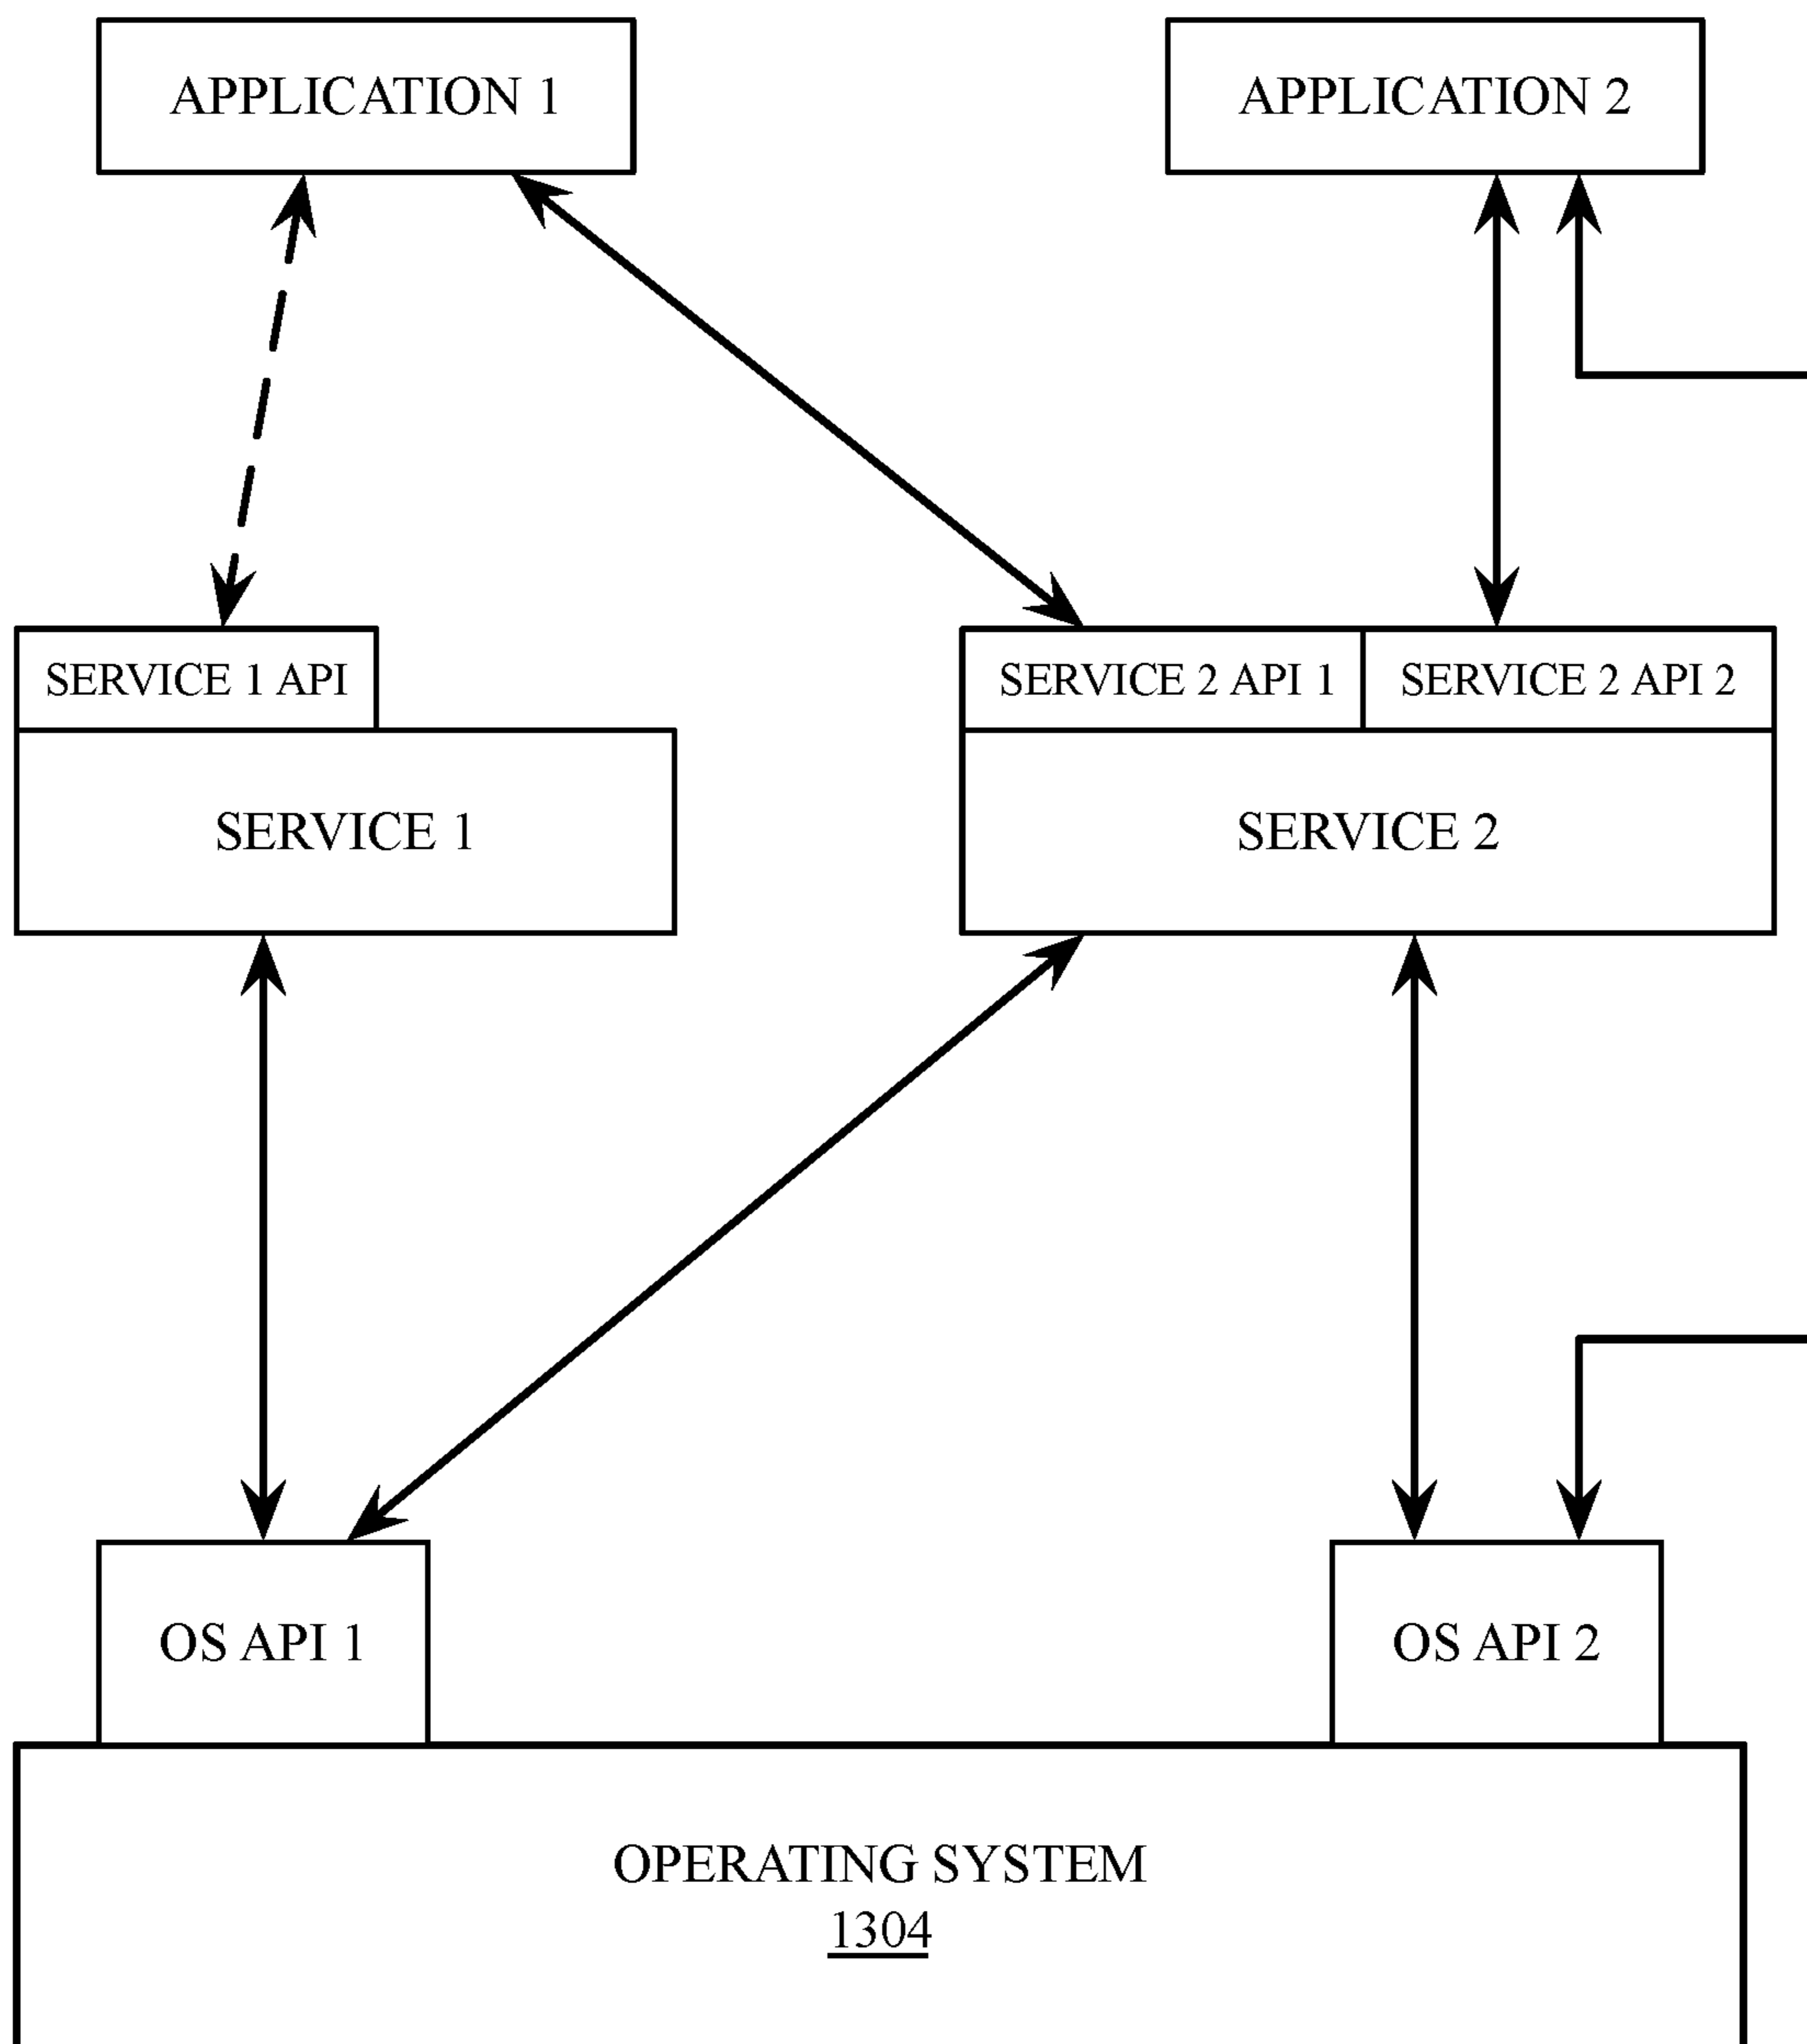 APPLICATION 1
APPLICATION 2
SERVICE 1 API
SERVICE 2 API 1
SERVICE 2 API 2
SERVICE 1
SERVICE 2
OS API 1
OS API 2
OPERATING SYSTEM
1304